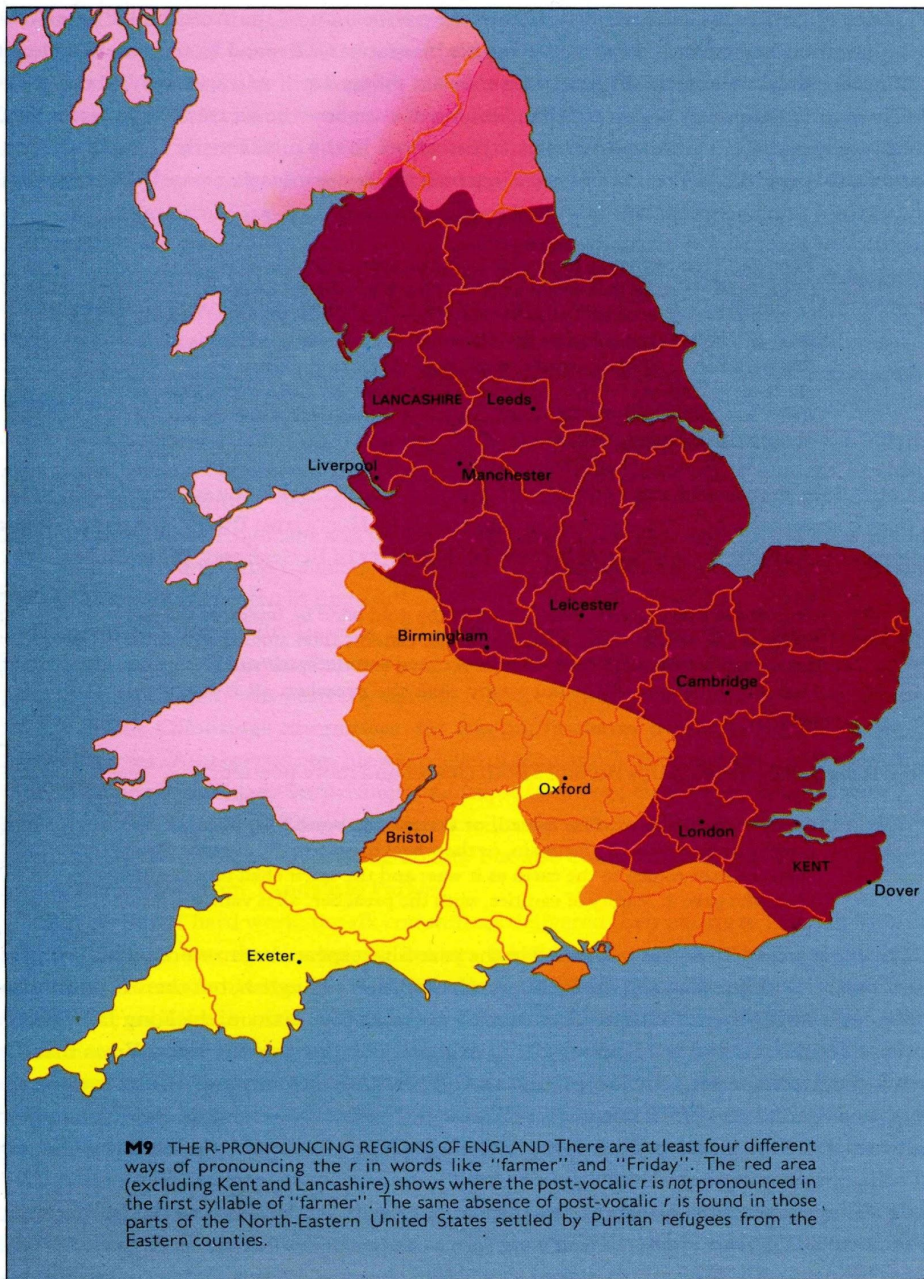 LANCASHIRE
Leeds
Liverpool
Manchester
Leicester
Birmingham
Cambridge
Oxford
London
Bristol
KENT
Dover
Exeter
M9 THE R-PRONOUNCING REGIONS OF ENGLAND There are at least four different
ways of pronouncing the r in words like "farmer" and "Friday". The red area
(excluding Kent and Lancashire) shows where the post-vocalic r is not pronounced in
the first syllable of "farmer". The same absence of post-vocalic r is found in those
parts of the North-Eastern United States settled by Puritan refugees from the
Eastern counties.